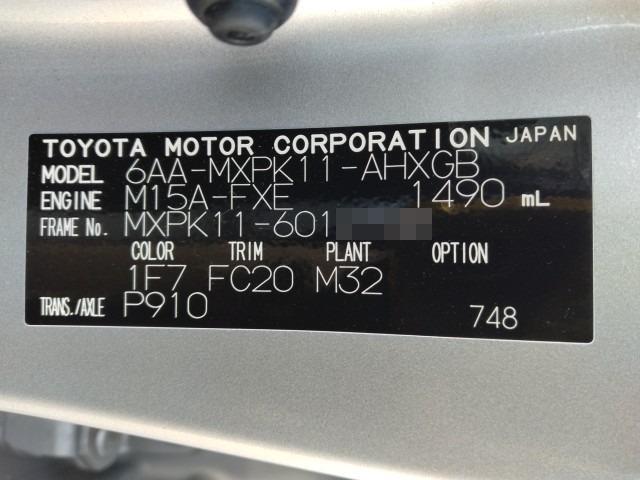 TOYOTA MOTOR CORPORATION JAPAN
MODEL 6AA-MXPK11-AHXGB
ENGINE M15A-FXE 1490 mL
FRAME No. MXPK11-601
COLOR TRIM PLANT OPTION
1F7 FC20 M32
TRANS./AXLE P910 748